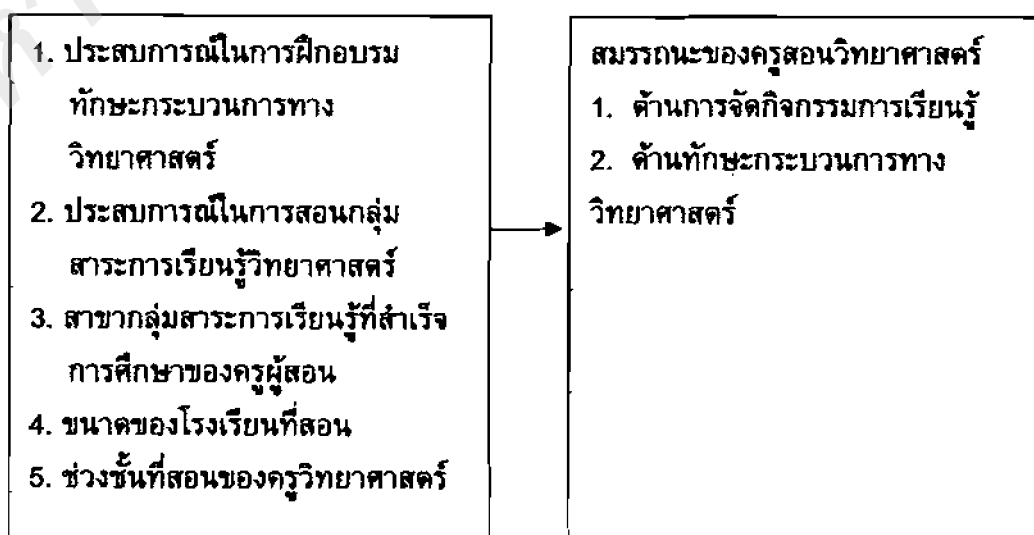 1. ประสบการณ์ในการฝึกอบรม
ทักษะกระบวนการทาง
วิทยาศาสตร์
2. ประสบการณ์ในการสอนกลุ่ม
สาระการเรียนรู้วิทยาศาสตร์
3. สาขากลุ่มสาระการเรียนรู้ที่สำเร็จ
การศึกษาของครูผู้สอน
4. ขนาดของโรงเรียนที่สอน
5. ช่วงชั้นที่สอนของครูวิทยาศาสตร์
สมรรถนะของครูสอนวิทยาศาสตร์
1. ด้านการจัดกิจกรรมการเรียนรู้
2. ด้านทักษะกระบวนการทาง
วิทยาศาสตร์